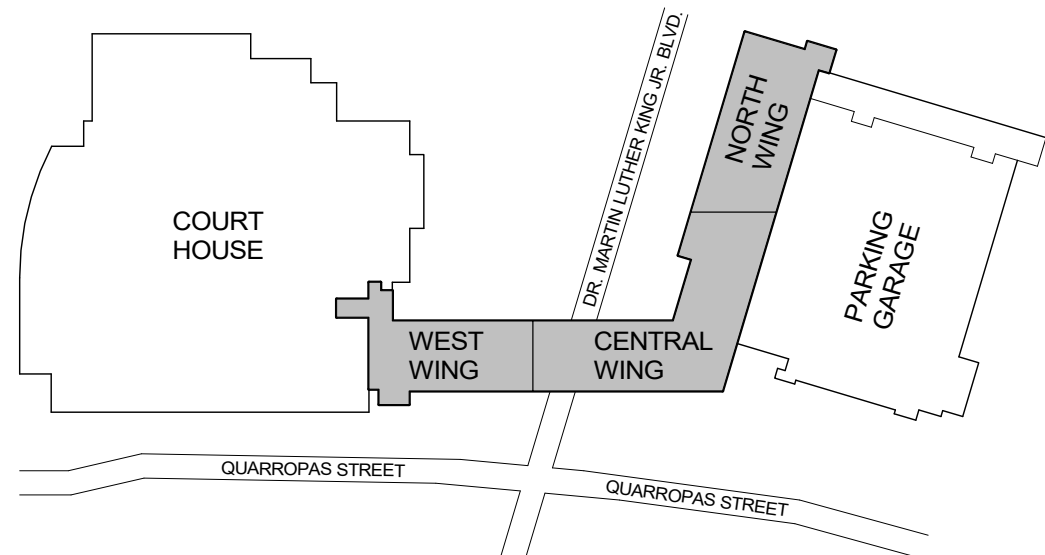 COURT
HOUSE
DR. MARTIN LUTHER KING JR. BLVD.
NORTH
WING
PARKING
GARAGE
WEST
WING
CENTRAL
WING
QUARROPAS STREET
QUARROPAS STREET